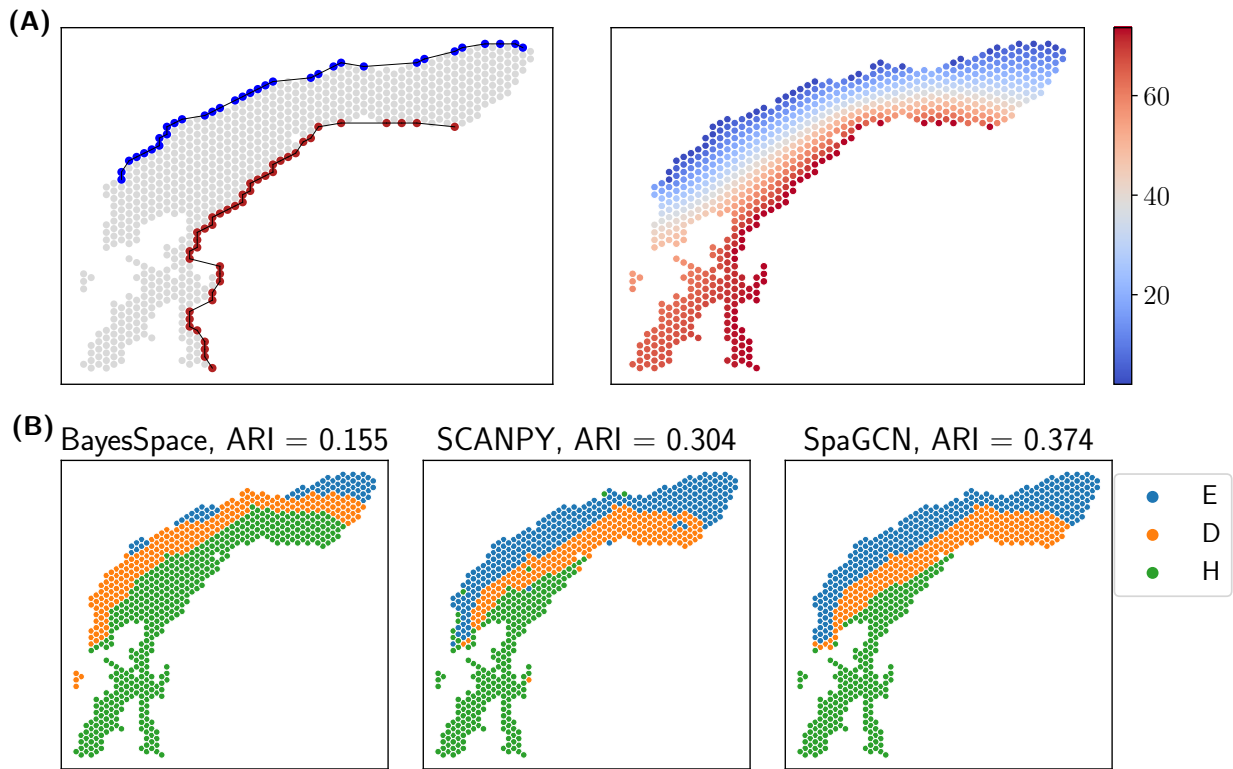 (A)
60
40
20
(B)
BayesSpace, ARI = 0.155
SCANPY, ARI = 0.304
SpaGCN, ARI = 0.374
E
D
H